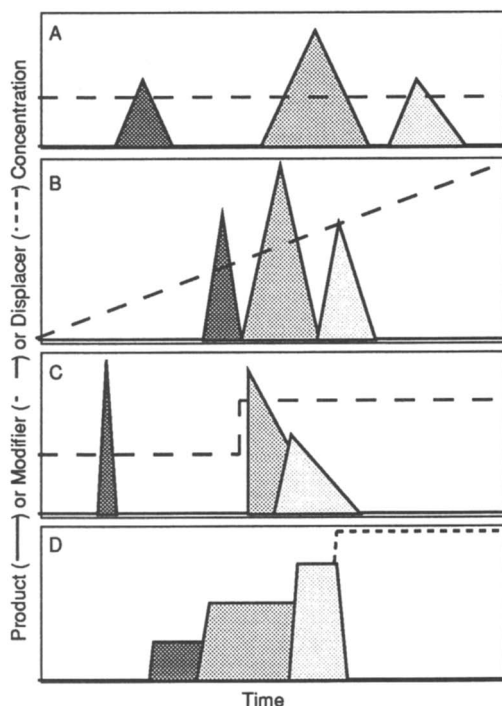 Product ( —— ) or Modifier ( - — ) or Displacer ( ···-- ) Concentration
A
B
C
D
Time